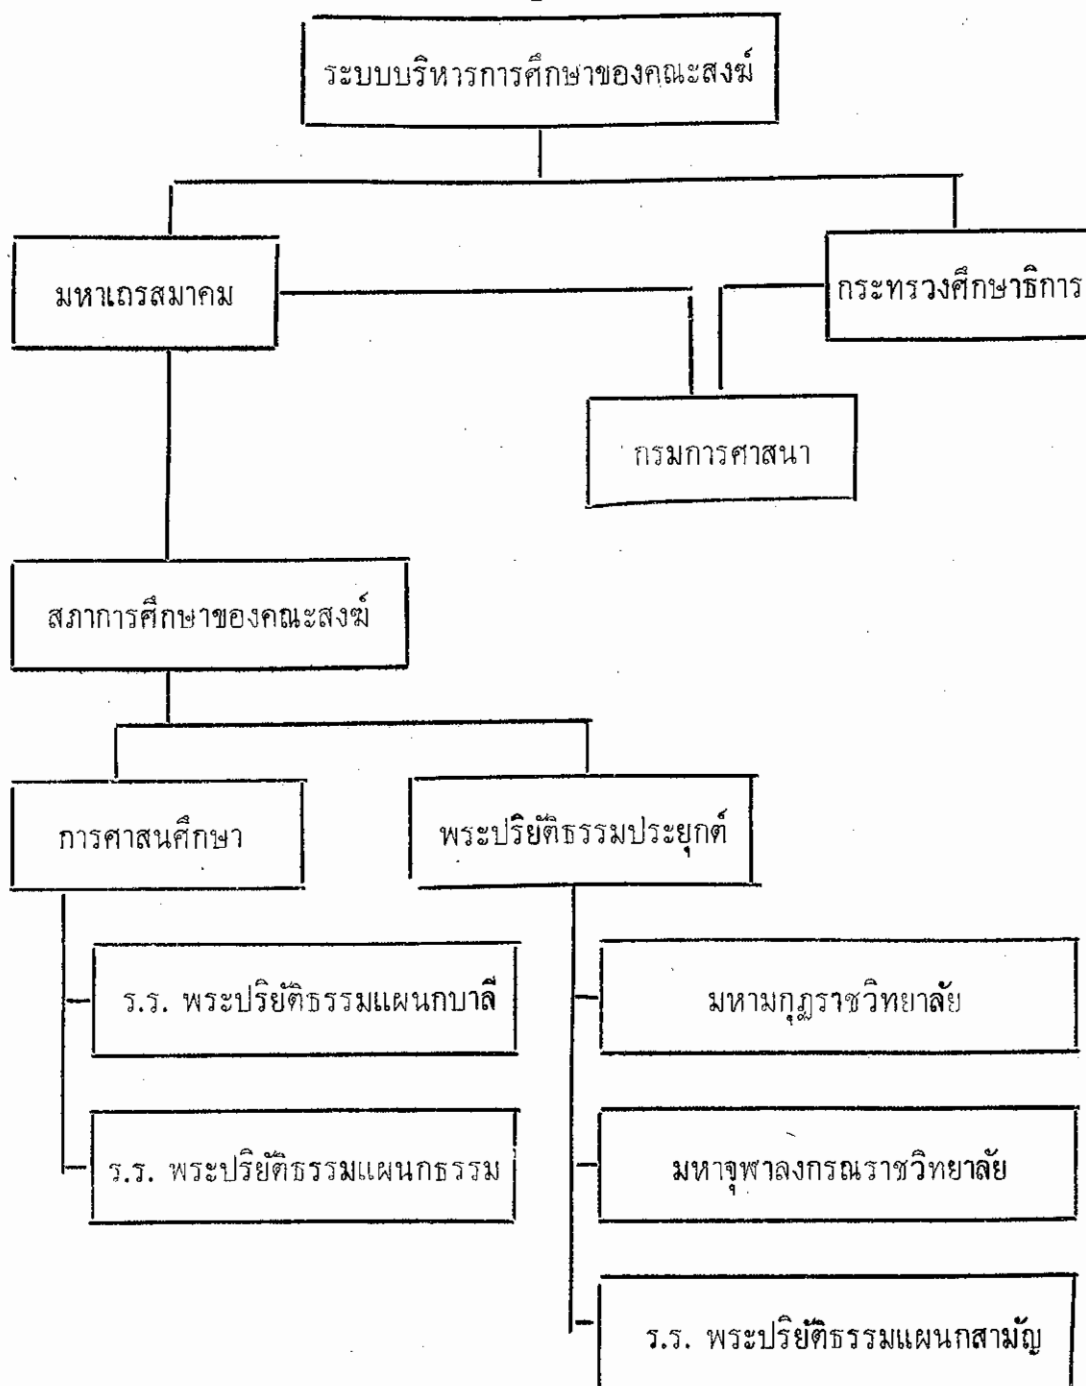 ระบบบริหารการศึกษาของคณะสงฆ์
มหาเถรสมาคม
กระทรวงศึกษาธิการ
กรมการศาสนา
สภาการศึกษาของคณะสงฆ์
การศาสนศึกษา
พระปริยัติธรรมประยุกต์
ร.ร. พระปริยัติธรรมแผนกบาลี
มหามกุฏราชวิทยาลัย
ร.ร. พระปริยัติธรรมแผนกธรรม
มหาจุฬาลงกรณราชวิทยาลัย
ร.ร. พระปริยัติธรรมแผนกสามัญ